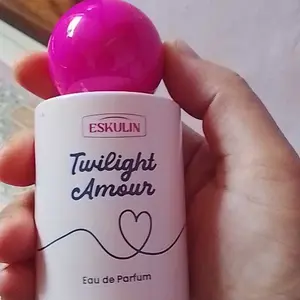 ESKULIN
Twilight
Amour
Eau de Parfum